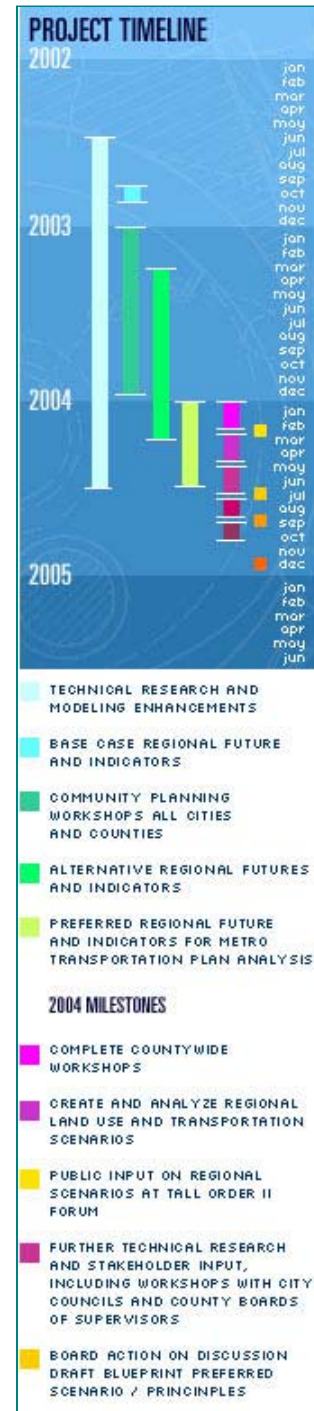 PROJECT TIMELINE
2002
jan
feb
mar
apr
may
jun
jul
aug
sep
oct
nov
dec
2003
jan
feb
mar
apr
may
jun
jul
aug
sep
oct
nov
dec
2004
jan
feb
mar
apr
may
jun
jul
aug
sep
oct
nov
dec
2005
jan
feb
mar
apr
may
jun
TECHNICAL RESEARCH AND
MODELING ENHANCEMENTS
BASE CASE REGIONAL FUTURE
AND INDICATORS
COMMUNITY PLANNING
WORKSHOPS ALL CITIES
AND COUNTIES
ALTERNATIVE REGIONAL FUTURES
AND INDICATORS
PREFERRED REGIONAL FUTURE
AND INDICATORS FOR METRO
TRANSPORTATION PLAN ANALYSIS
2004 MILESTONES
COMPLETE COUNTYWIDE
WORKSHOPS
CREATE AND ANALYZE REGIONAL
LAND USE AND TRANSPORTATION
SCENARIOS
PUBLIC INPUT ON REGIONAL
SCENARIOS AT TALL ORDER II
FORUM
FURTHER TECHNICAL RESEARCH
AND STAKEHOLDER INPUT,
INCLUDING WORKSHOPS WITH CITY
COUNCILS AND COUNTY BOARDS
OF SUPERVISORS
BOARD ACTION ON DISCUSSION
DRAFT BLUEPRINT PREFERRED
SCENARIO / PRINCINPLES